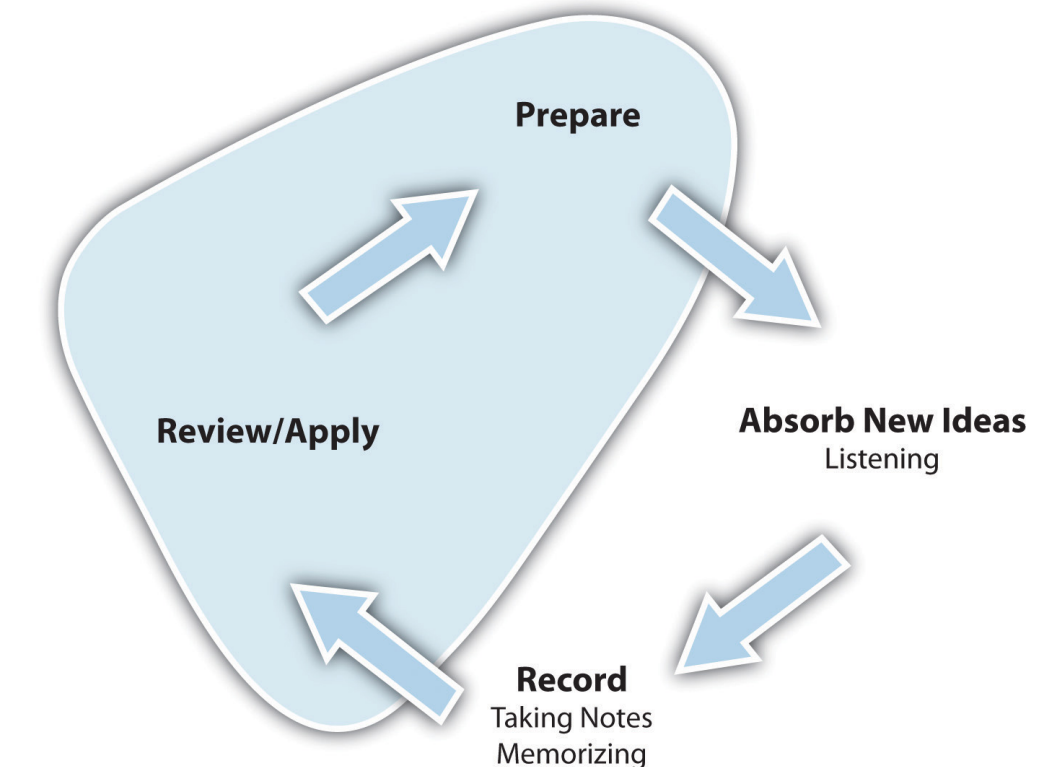 Prepare
Review/Apply
Absorb New Ideas
Listening
Record
Taking Notes
Memorizing